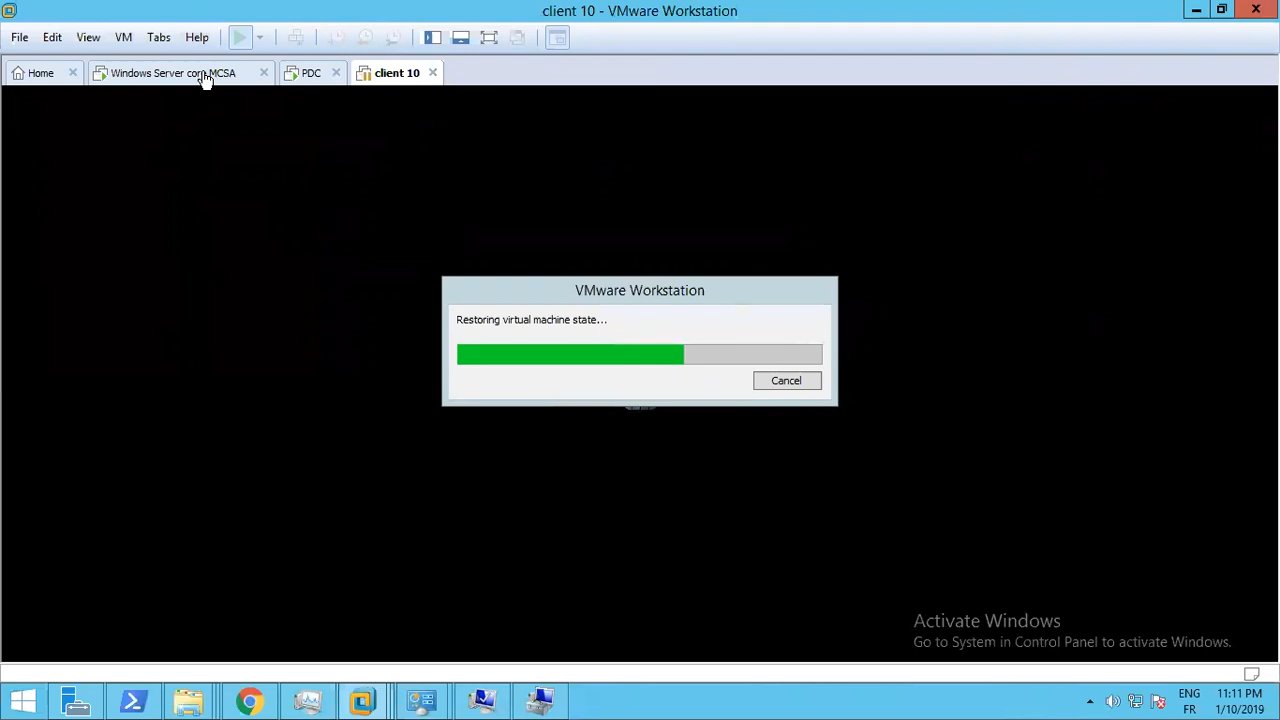 client 10 - VMware Workstation
File Edit View VM Tabs Help
Home Windows Server core MCSA PDC client 10
VMware Workstation
Restoring virtual machine state...
Cancel
Activate Windows
Go to System in Control Panel to activate Windows.
ENG 11:11 PM
FR 1/10/2019